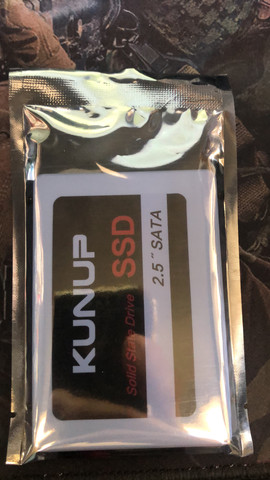 KUNUP
Solid State Drive SSD
2.5" SATA